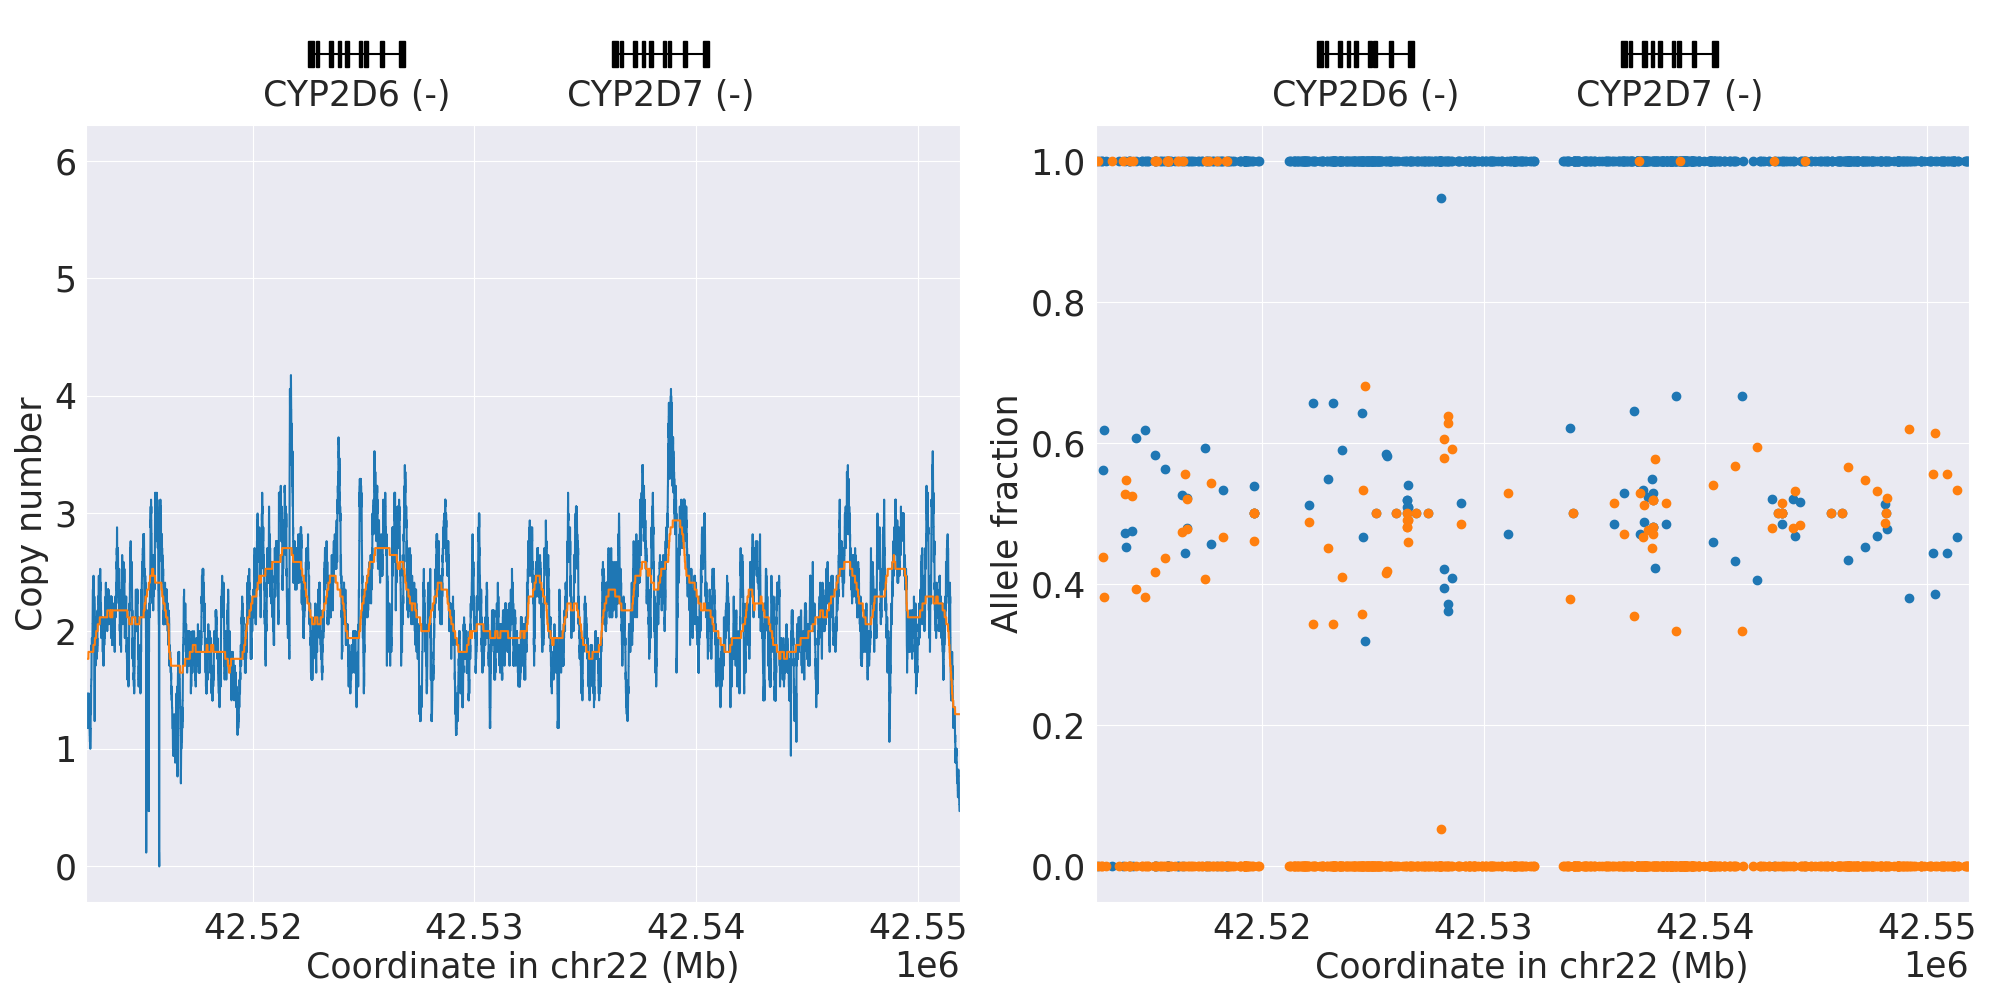 CYP2D6 (-) CYP2D7 (-)
6
5
4
3
2
1
0
Copy number
42.52 42.53 42.54 42.55
Coordinate in chr22 (Mb)
1e6
CYP2D6 (-) CYP2D7 (-)
1.0
0.8
0.6
0.4
0.2
0.0
Allele fraction
42.52 42.53 42.54 42.55
Coordinate in chr22 (Mb)
1e6